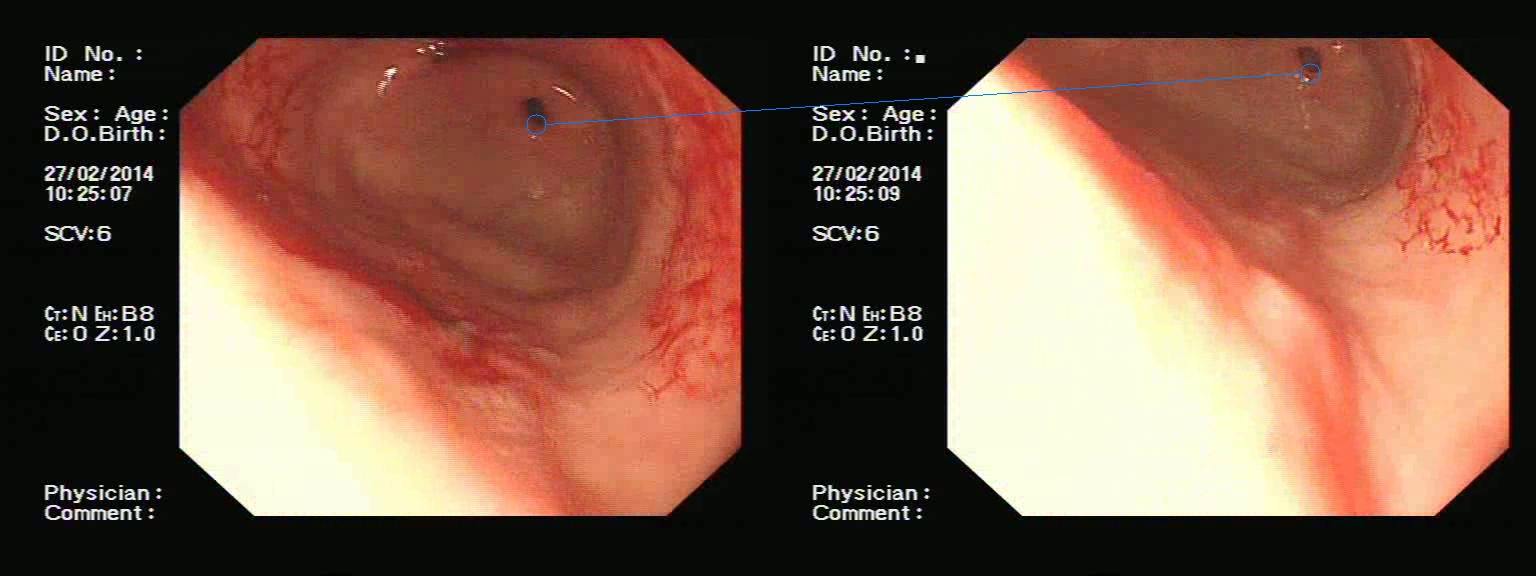 ID No. :
Name:
Sex: Age:
D.O.Birth:
27/02/2014
10:25:07
SCV:6
CT:N EH:B8
CE:0 Z:1.0
Physician:
Comment:
ID No. :
Name:
Sex: Age:
D.O.Birth:
27/02/2014
10:25:09
SCV:6
CT:N EH:B8
CE:0 Z:1.0
Physician:
Comment: